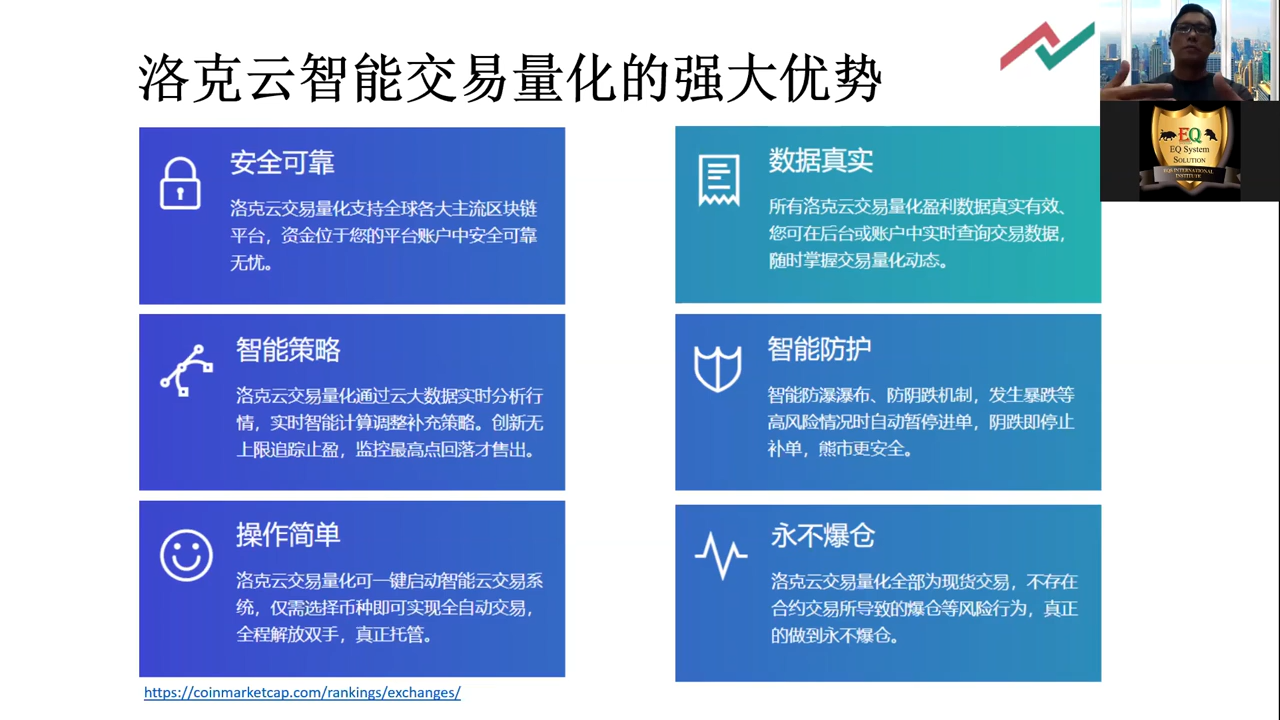 洛克云智能交易量化的强大优势
安全可靠
洛克云交易量化支持全球各大主流区块链
平台，资金位于您的平台账户中安全可靠
无忧。
数据真实
所有洛克云交易量化盈利数据真实有效、
您可在后台或账户中实时查询交易数据，
随时掌握交易量化动态。
智能策略
洛克云交易量化通过云大数据实时分析行
情，实时智能计算调整补充策略。创新无
上限追踪止盈，监控最高点回落才售出。
智能防护
智能防瀑瀑布、防阴跌机制，发生暴跌等
高风险情况时自动暂停进单，阴跌即停止
补单，熊市更安全。
操作简单
洛克云交易量化可一键启动智能云交易系
统，仅需选择币种即可实现全自动交易，
全程解放双手，真正托管。
永不爆仓
洛克云交易量化全部为现货交易，不存在
合约交易所导致的爆仓等风险行为，真正
的做到永不爆仓。
https://coinmarketcap.com/rankings/exchanges/
EQ
EQ System
Solution
EQS INTERNATIONAL
INSTITUTE